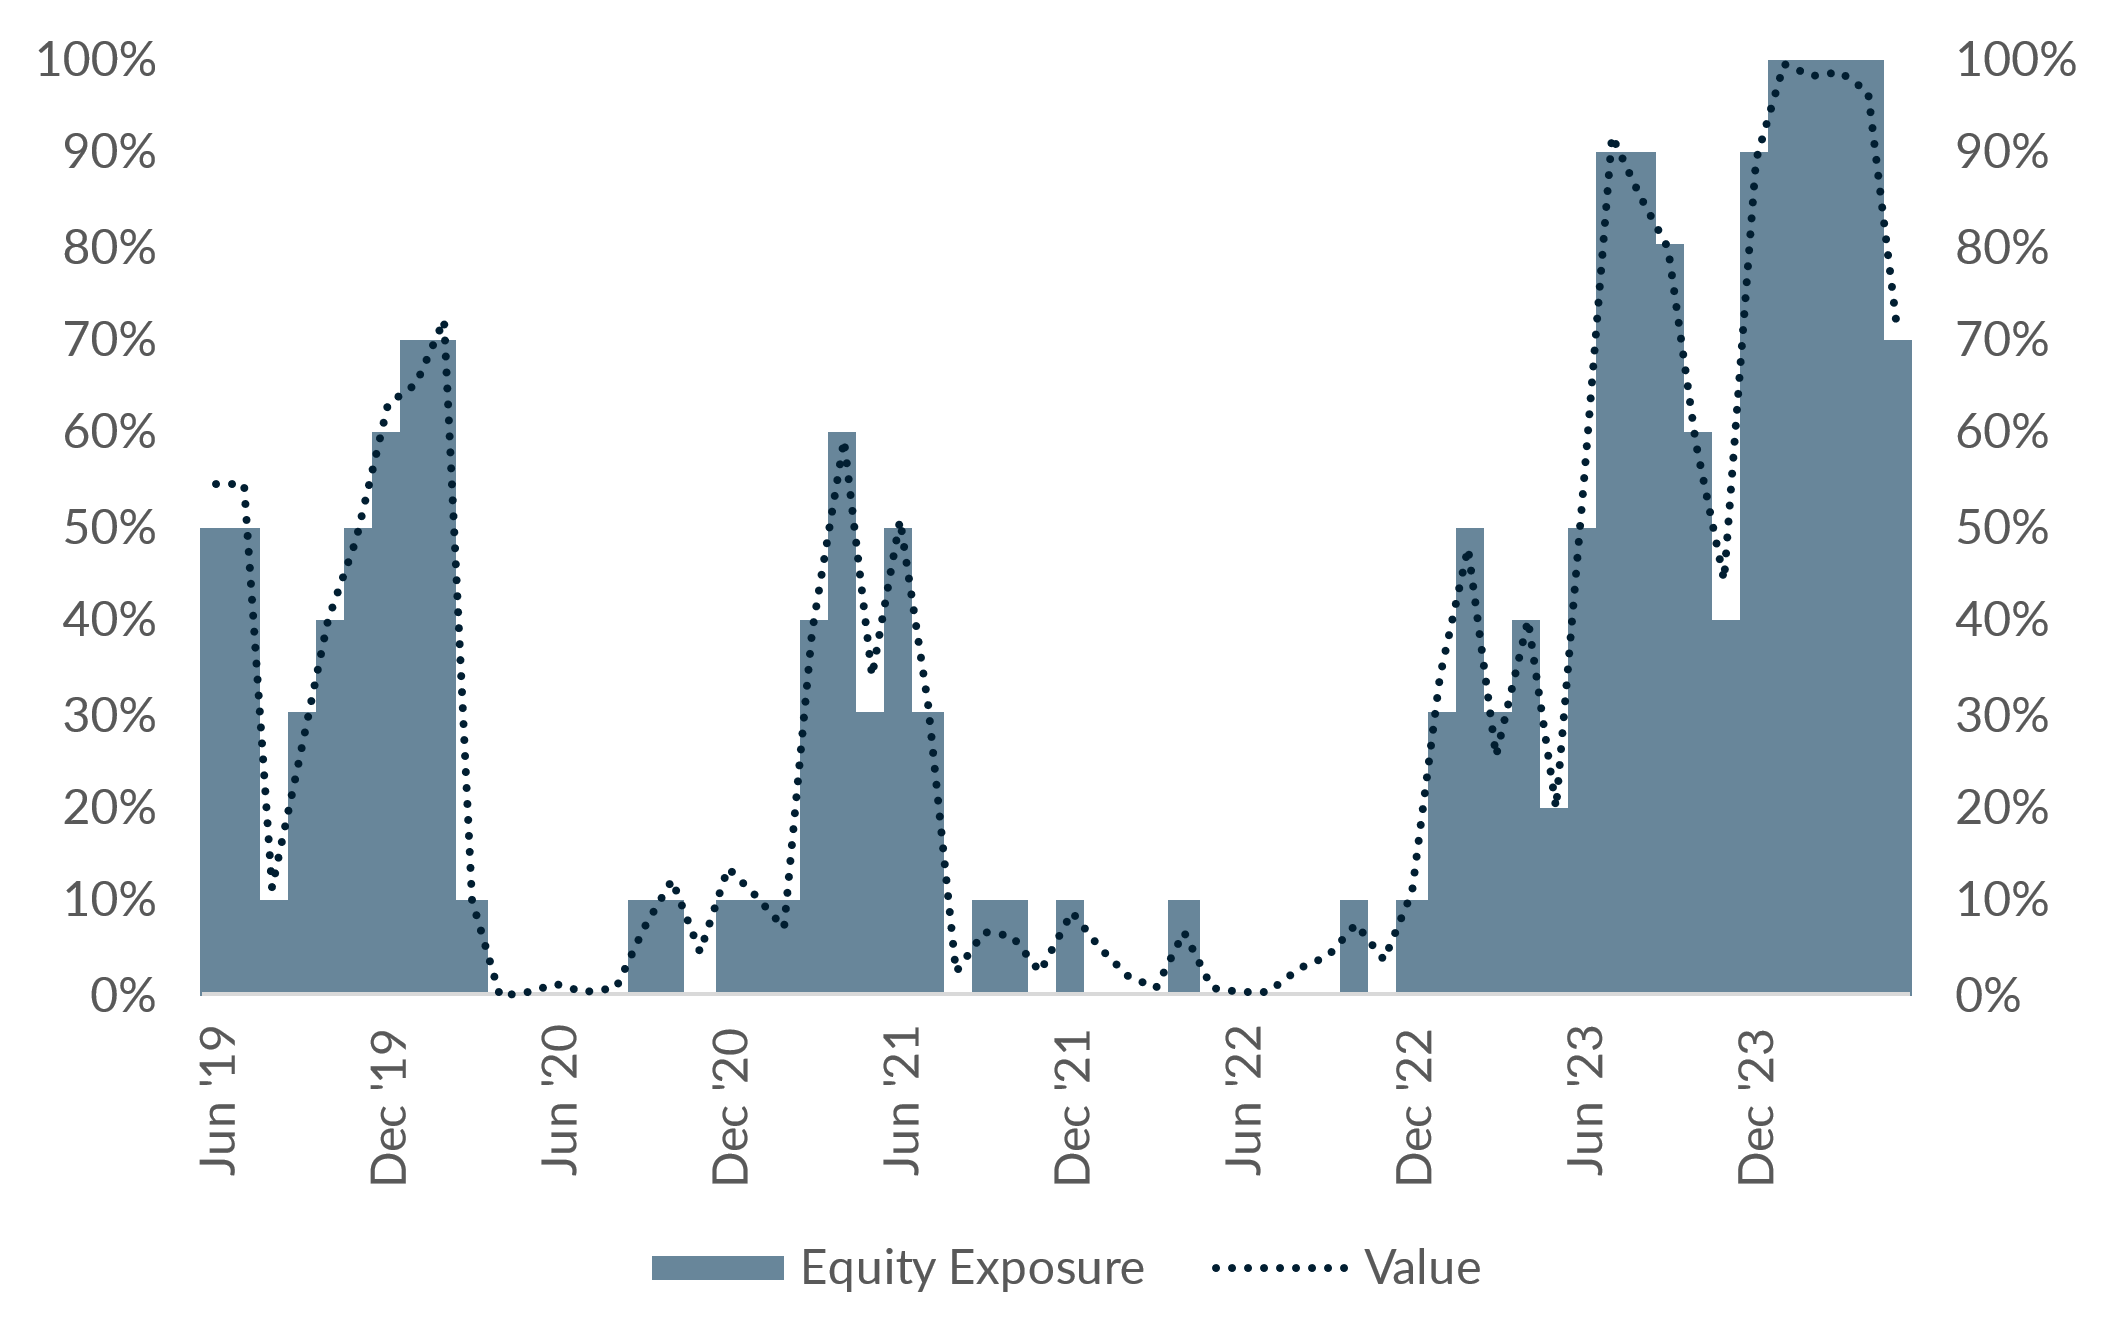 100% 100%
90% 90%
80% 80%
70% 70%
60% 60%
50% 50%
40% 40%
30% 30%
20% 20%
10% 10%
0% 0%
Jun '19
Dec '19
Jun '20
Dec '20
Jun '21
Dec '21
Jun '22
Dec '22
Jun '23
Dec '23
Equity Exposure Value